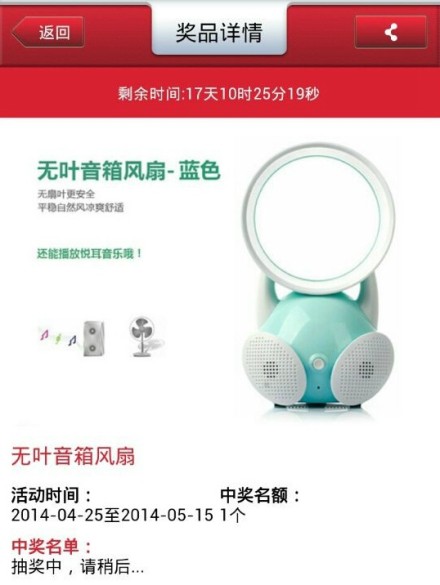 返回
奖品详情
剩余时间:17天10时25分19秒
无叶音箱风扇-蓝色
无扇叶更安全
平稳自然风凉爽舒适
还能播放悦耳音乐哦！
无叶音箱风扇
活动时间： 中奖名额：
2014-04-25至2014-05-15 1个
中奖名单：
抽奖中，请稍后...